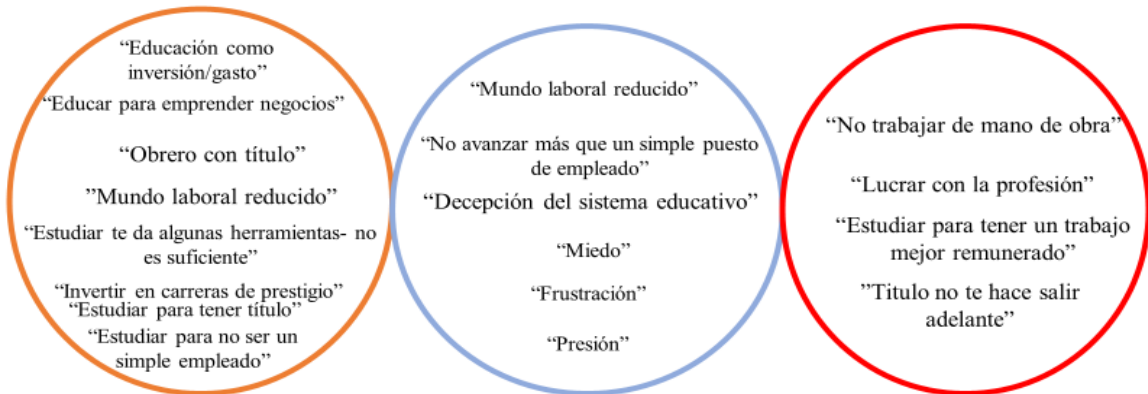 “Educación como
inversión/gasto”
“Educar para emprender negocios”
“Obrero con título”
”Mundo laboral reducido”
“Estudiar te da algunas herramientas- no
es suficiente”
“Invertir en carreras de prestigio”
“Estudiar para tener título”
“Estudiar para no ser un
simple empleado”
“Mundo laboral reducido”
“No avanzar más que un simple puesto
de empleado”
“Decepción del sistema educativo”
“Miedo”
“Frustración”
“Presión”
“No trabajar de mano de obra”
“Lucrar con la profesión”
“Estudiar para tener un trabajo
mejor remunerado”
”Titulo no te hace salir
adelante”